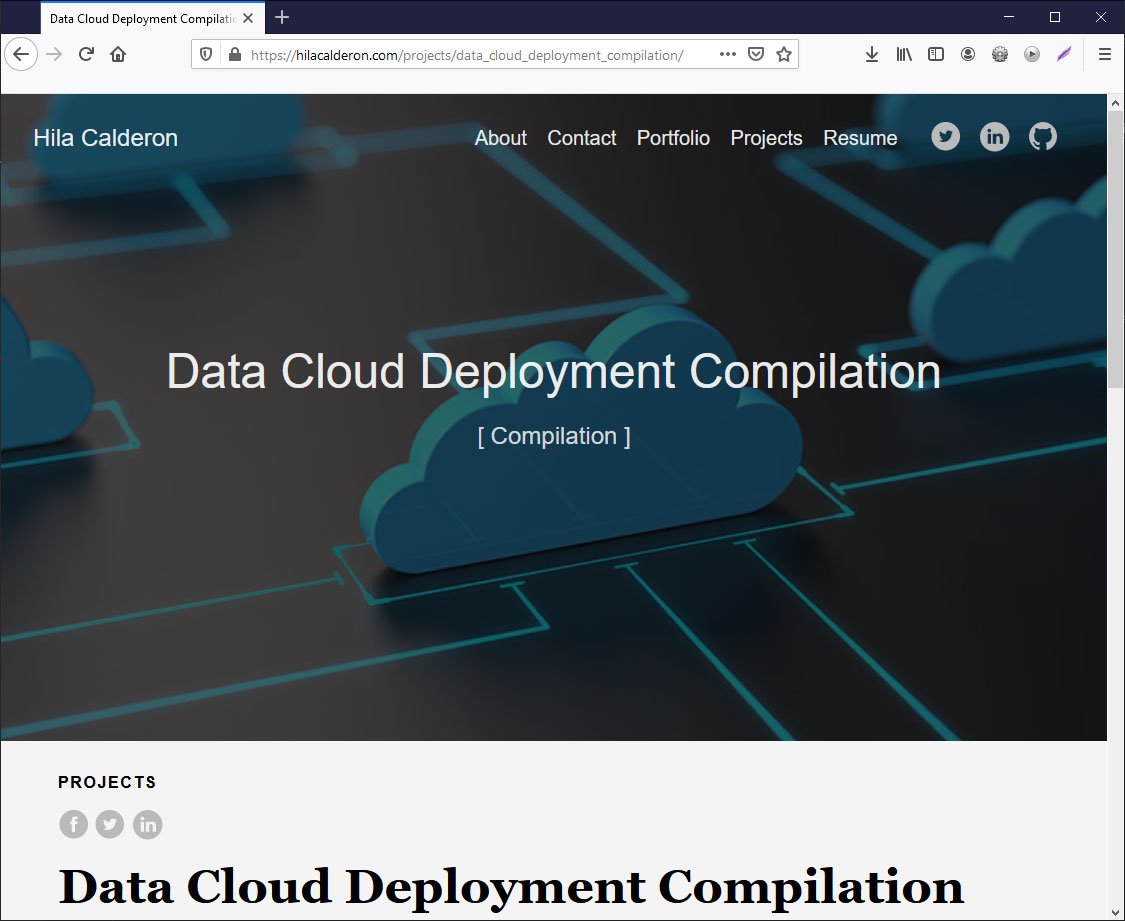 Data Cloud Deployment Compilatio
https://hilacalderon.com/projects/data_cloud_deployment_compilation/
Hila Calderon
About Contact Portfolio Projects Resume
Data Cloud Deployment Compilation
[ Compilation ]
PROJECTS
Data Cloud Deployment Compilation